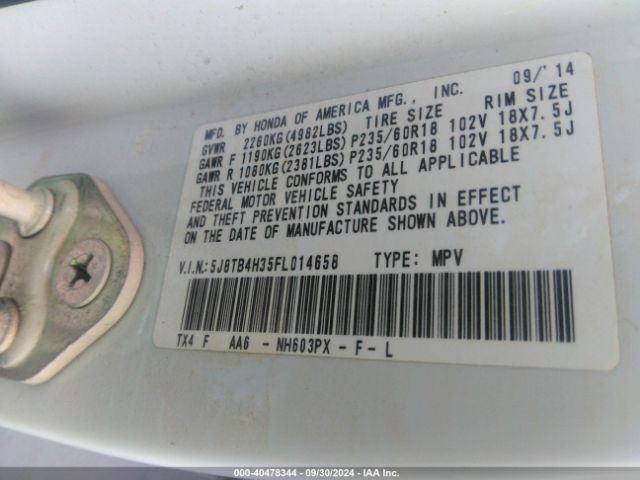 09/'14
MFD. BY HONDA OF AMERICA MFG., INC.
GVWR 2260KG(4982LBS) TIRE SIZE RIM SIZE
GAWR F 1190KG(2623LBS)P235/60R18 102V 18X7.5J
GAWR R 1080KG(2381LBS)P235/60R18 102V 18X7.5J
THIS VEHICLE CONFORMS TO ALL APPLICABLE
FEDERAL MOTOR VEHICLE SAFETY
AND THEFT PREVENTION STANDARDS IN EFFECT
ON THE DATE OF MANUFACTURE SHOWN ABOVE.
V.I.N.:5J8TB4H35FL014658 TYPE: MPV
TX4 F AA6 - NH603PX - F - L
000-40478344 - 09/30/2024 - IAA Inc.